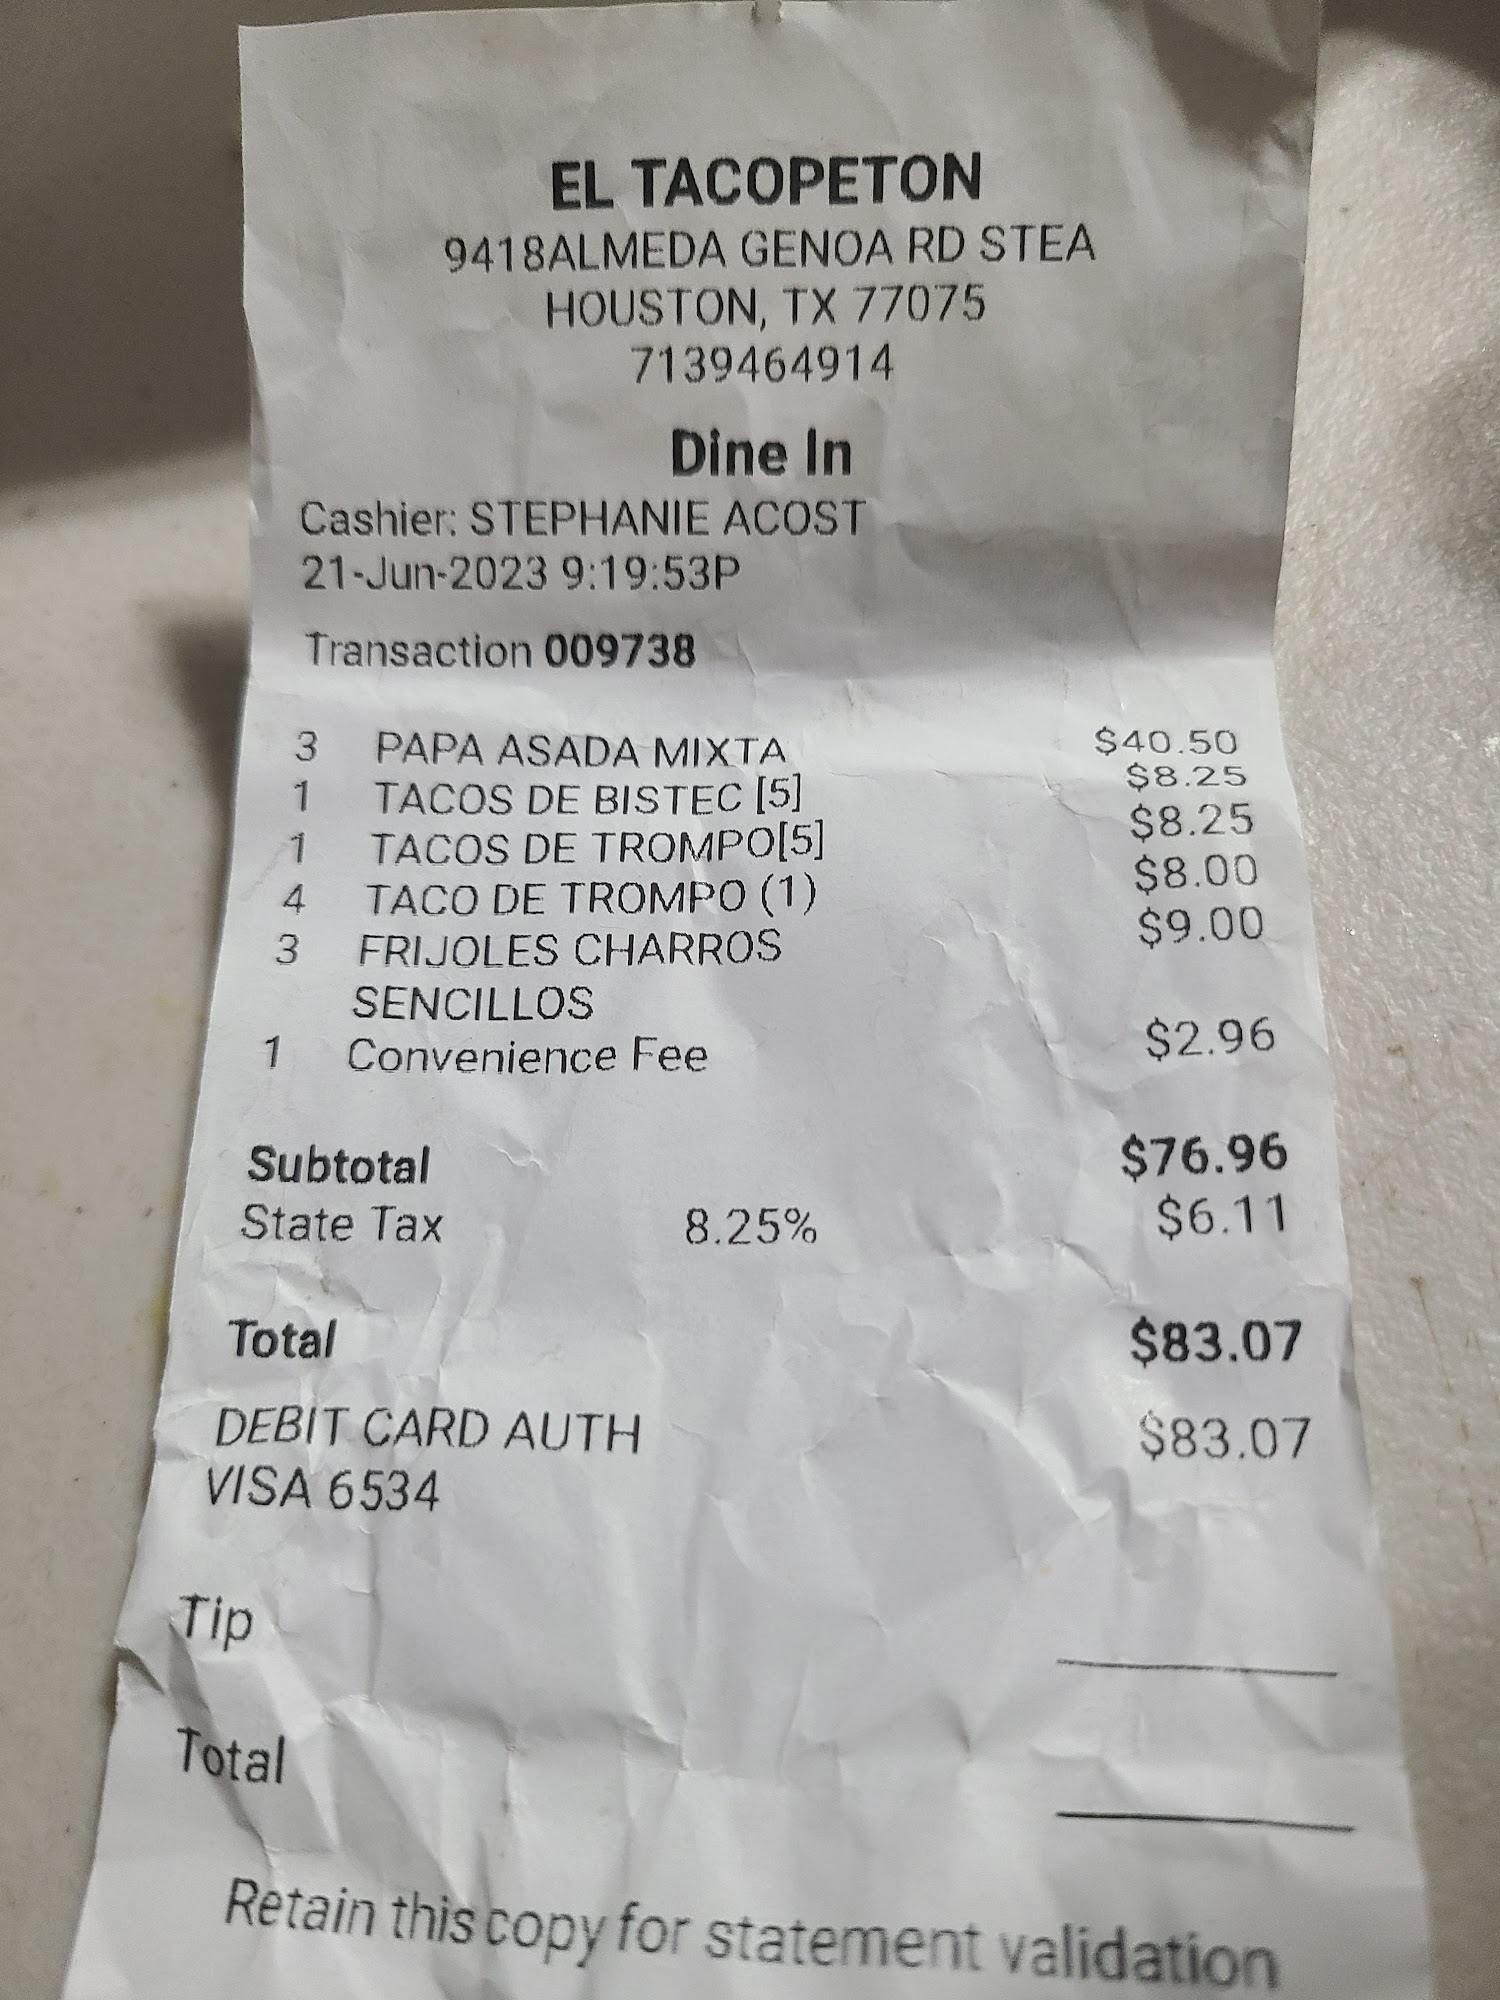 EL TACOPETON
9418ALMEDA GENOA RD STEA
HOUSTON, TX 77075
7139464914
Dine In
Cashier: STEPHANIE ACOST
21-Jun-2023 9:19:53P
Transaction 009738
3 PAPA ASADA MIXTA $40.50
1 TACOS DE BISTEC [5] $8.25
1 TACOS DE TROMPO[5] $8.25
4 TACO DE TROMPO (1) $8.00
3 FRIJOLES CHARROS $9.00
SENCILLOS
1 Convenience Fee $2.96
Subtotal $76.96
State Tax 8.25% $6.11
Total $83.07
DEBIT CARD AUTH $83.07
VISA 6534
Tip
Total
Retain this copy for statement validation